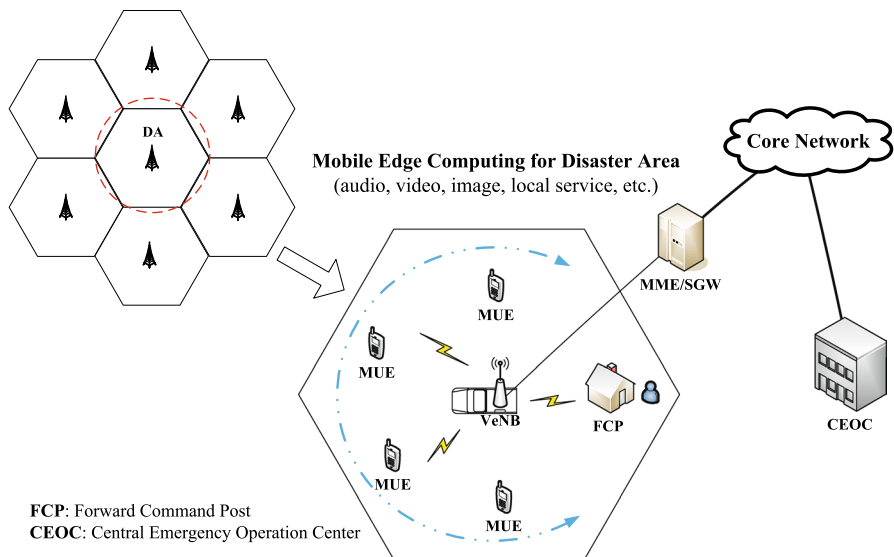 DA
Mobile Edge Computing for Disaster Area
(audio, video, image, local service, etc.)
Core Network
MME/SGW
MUE
MUE
VeNB
FCP
CEOC
MUE
MUE
FCP: Forward Command Post
CEOC: Central Emergency Operation Center